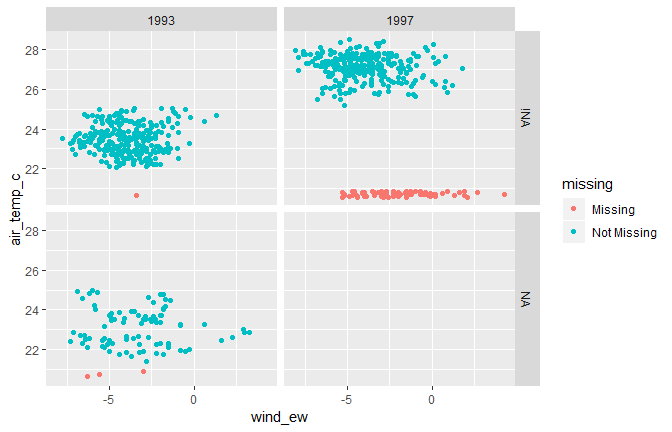 1993 1997
28
26
24
22
!NA
28
26
24
22
NA
-5 0 -5 0
air_temp_c
wind_ew
missing
Missing
Not Missing